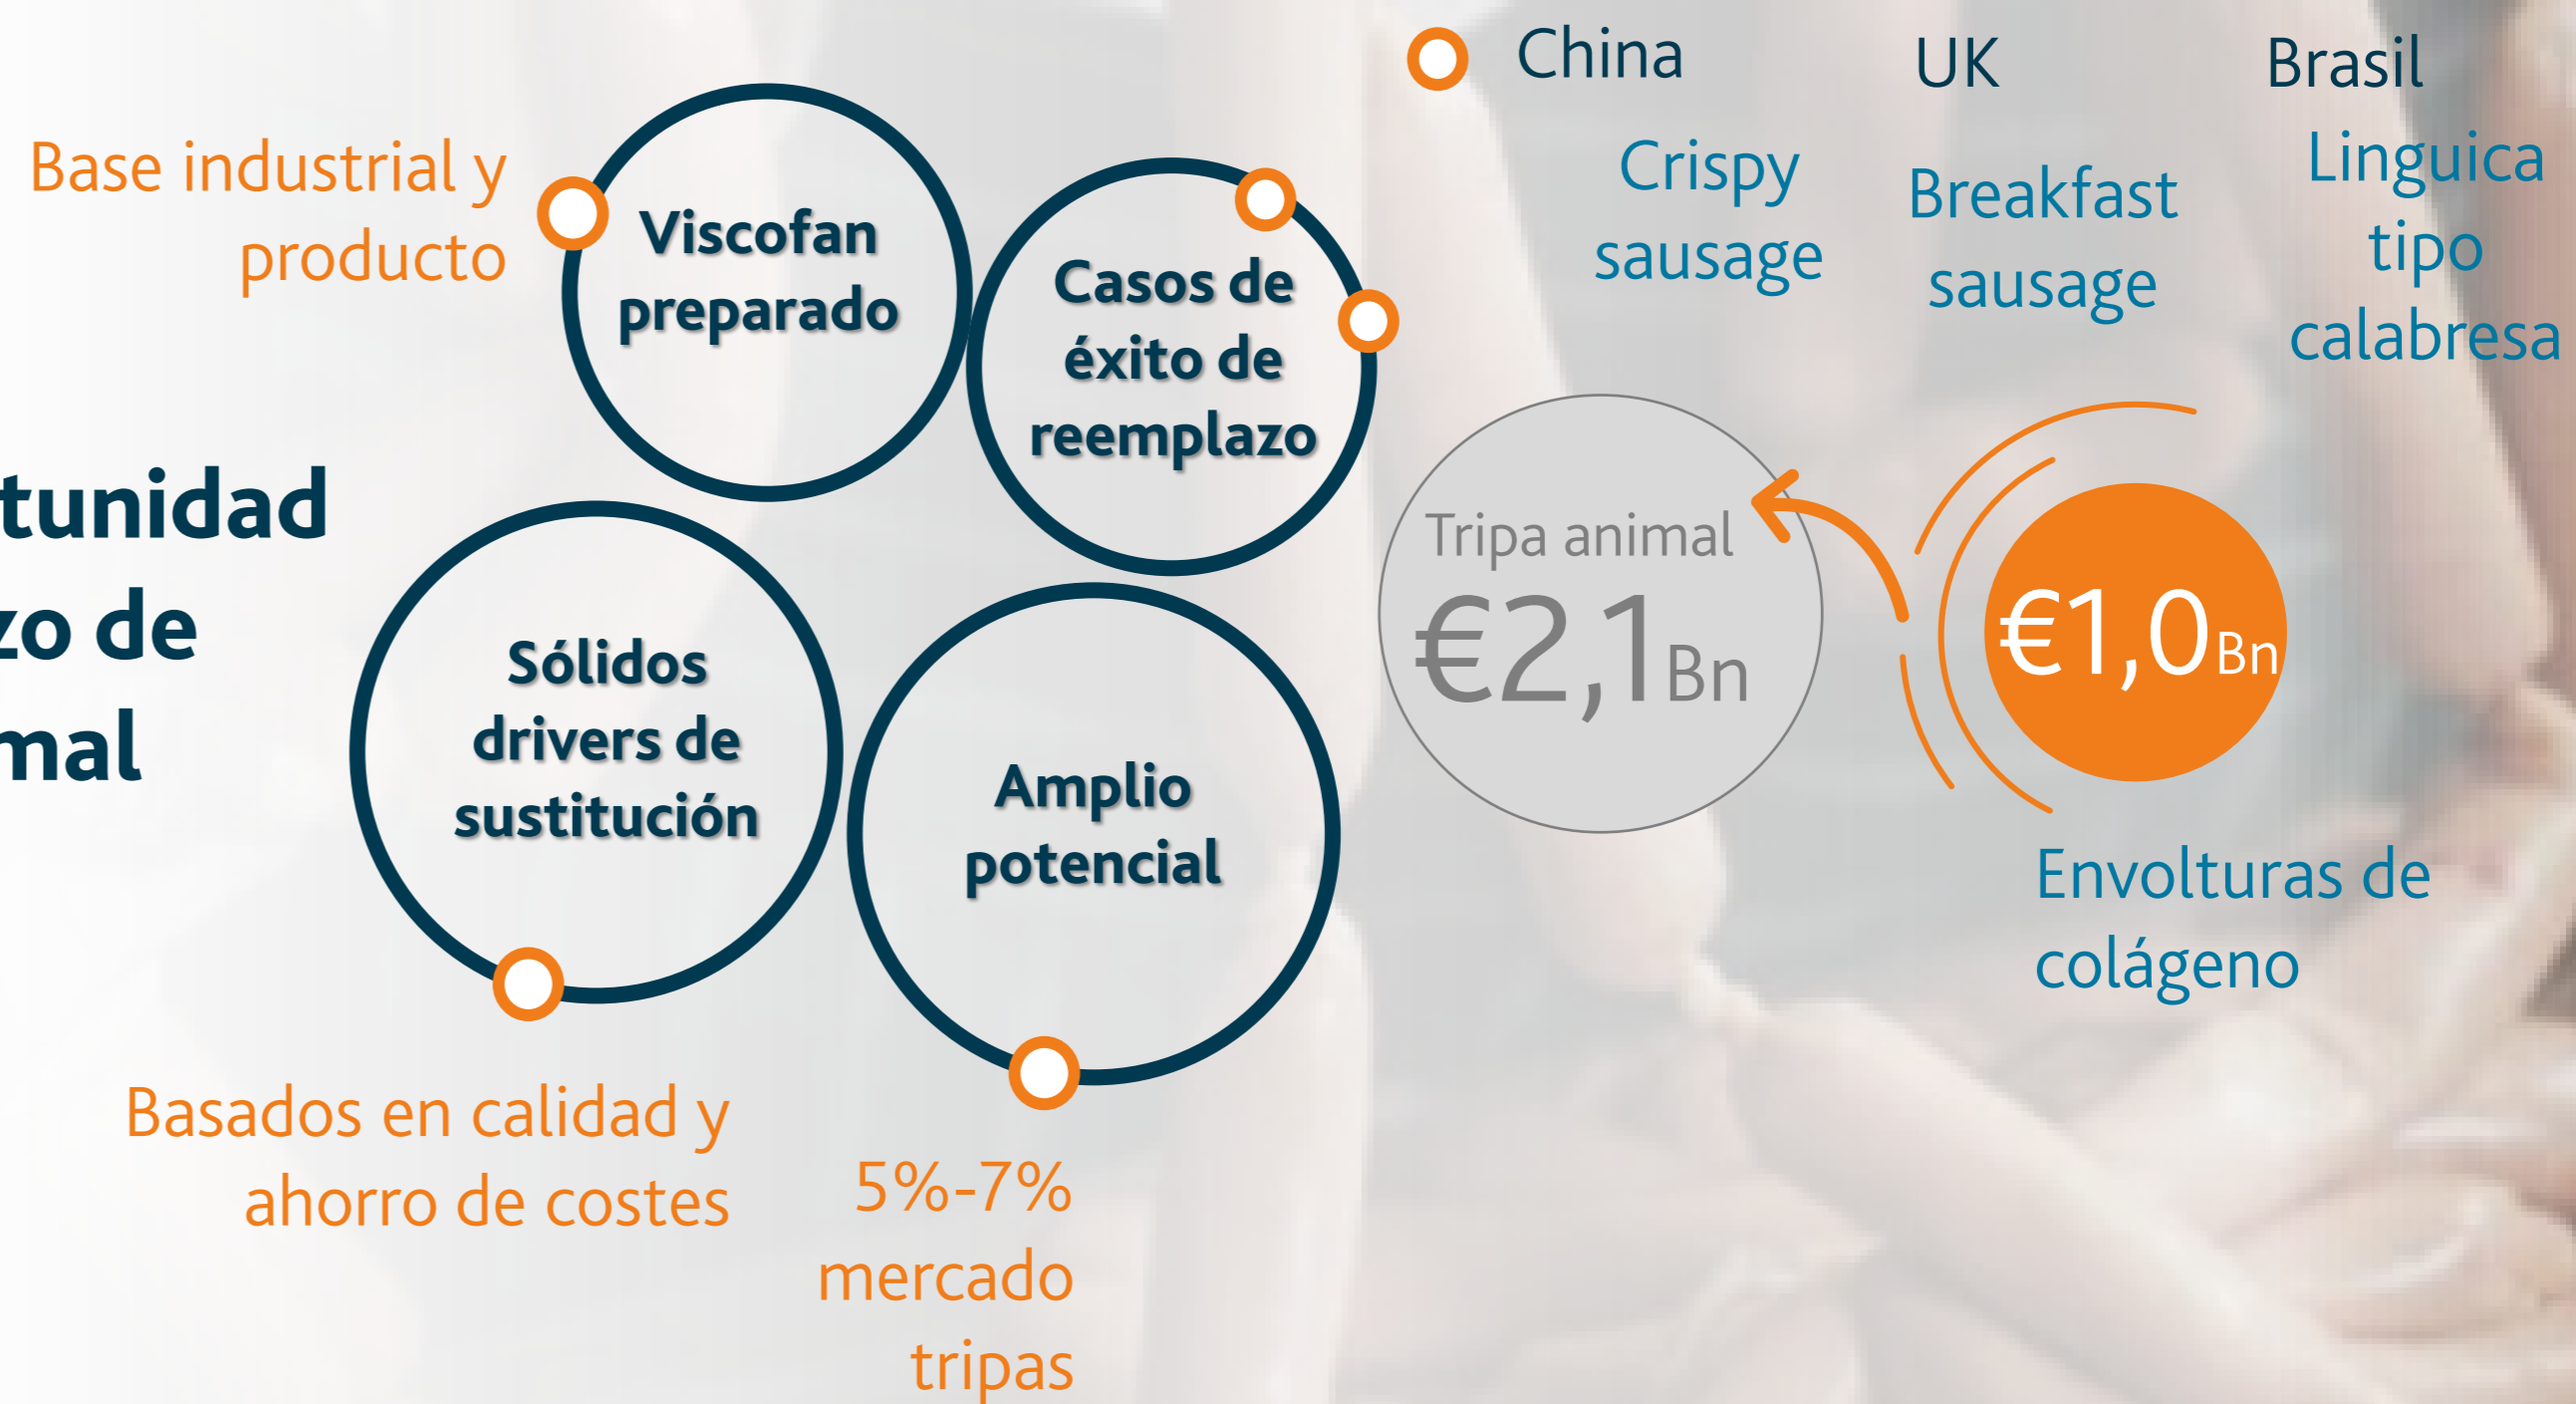 tunidad
zo de
mal
Base industrial y
producto
Viscofan
preparado
Casos de
éxito de
reemplazo
Sólidos
drivers de
sustitución
Amplio
potencial
Basados en calidad y
ahorro de costes
5%-7%
mercado
tripas
China
Crispy
sausage
UK
Breakfast
sausage
Brasil
Linguica
tipo
calabresa
Tripa animal
€2,1Bn
€1,0Bn
Envolturas de
colágeno